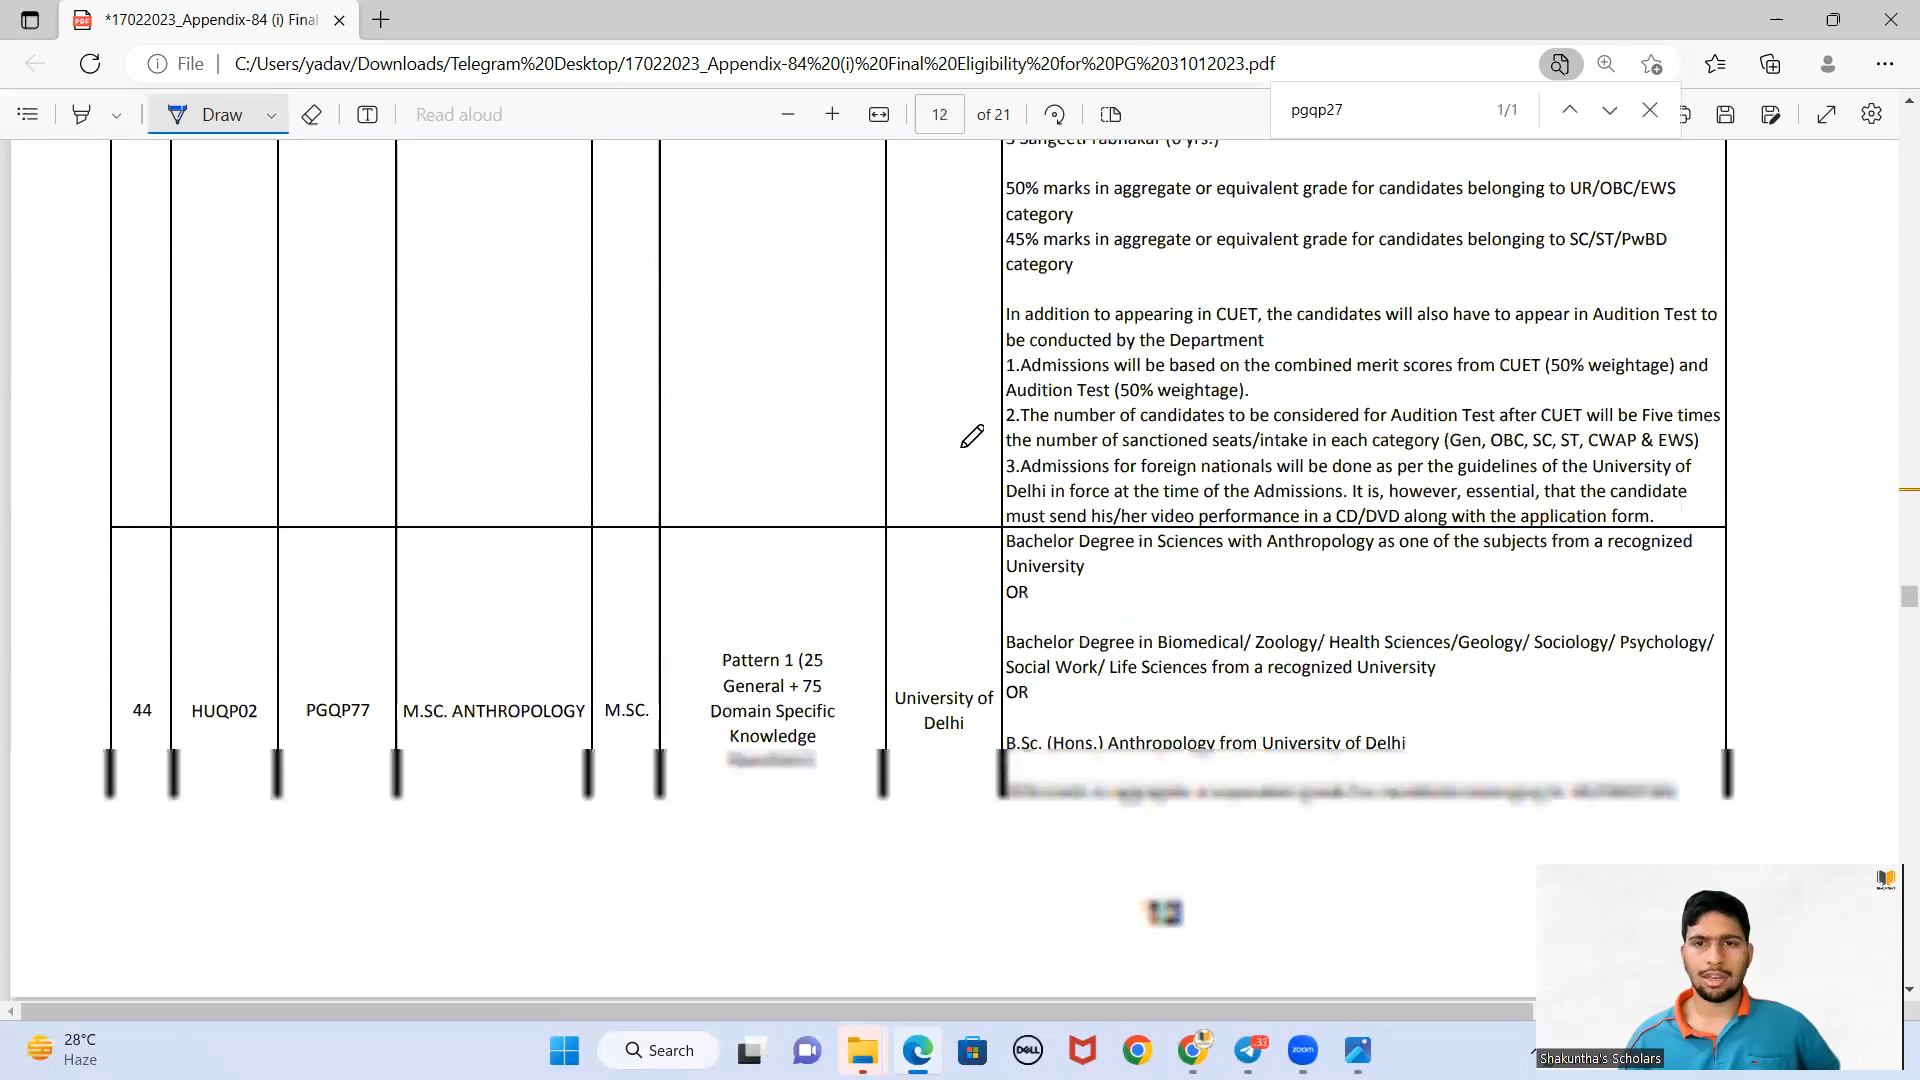 *17022023_Appendix-84 (i) Final
File
C:/Users/yadav/Downloads/Telegram%20Desktop/17022023_Appendix-84%20(i)%20Final%20Eligibility%20for%20PG%2031012023.pdf
Draw
Read aloud
12 of 21
pgqp27
1/1
50% marks in aggregate or equivalent grade for candidates belonging to UR/OBC/EWS
category
45% marks in aggregate or equivalent grade for candidates belonging to SC/ST/PwBD
category
In addition to appearing in CUET, the candidates will also have to appear in Audition Test to
be conducted by the Department
1.Admissions will be based on the combined merit scores from CUET (50% weightage) and
Audition Test (50% weightage).
2.The number of candidates to be considered for Audition Test after CUET will be Five times
the number of sanctioned seats/intake in each category (Gen, OBC, SC, ST, CWAP & EWS)
3.Admissions for foreign nationals will be done as per the guidelines of the University of
Delhi in force at the time of the Admissions. It is, however, essential, that the candidate
must send his/her video performance in a CD/DVD along with the application form.
44
HUQP02
PGQP77
M.SC. ANTHROPOLOGY
M.SC.
Pattern 1 (25
General + 75
Domain Specific
Knowledge
University of
Delhi
Bachelor Degree in Sciences with Anthropology as one of the subjects from a recognized
University
OR
Bachelor Degree in Biomedical/ Zoology/ Health Sciences/Geology/ Sociology/ Psychology/
Social Work/ Life Sciences from a recognized University
OR
B.Sc. (Hons.) Anthropology from University of Delhi
28°C
Haze
Search
DELL
33
zoom
Shakuntha's Scholars